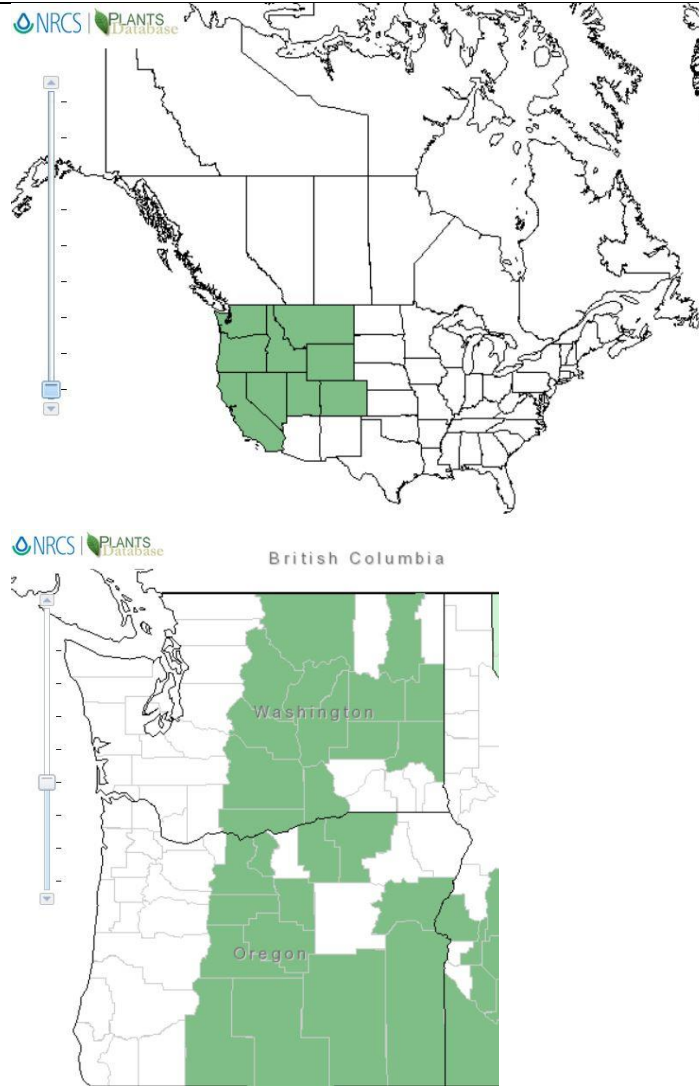 NRCS | PLANTS
Database
NRCS | PLANTS
Database
British Columbia
Washington
Oregon